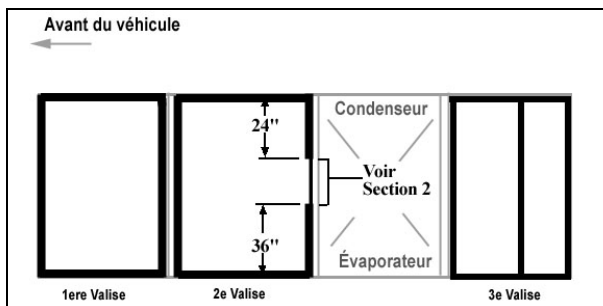 Avant du véhicule
Condenseur
24"
Voir
Section 2
36"
Évaporateur
1ere Valise
2e Valise
3e Valise